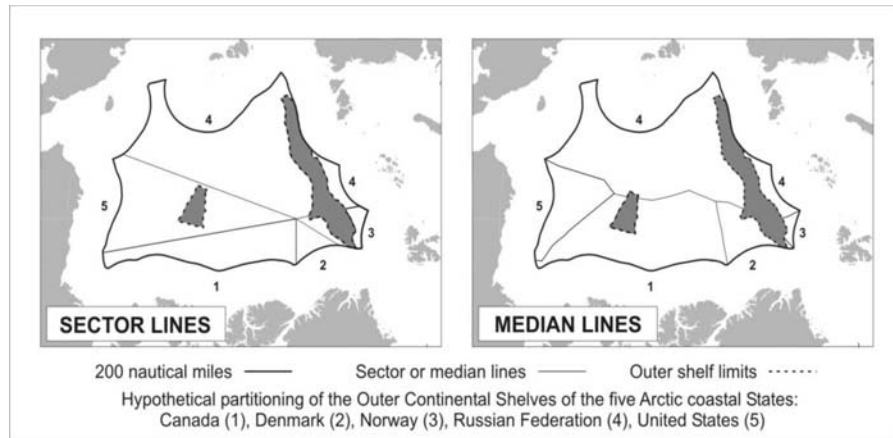 4
4
5
3
2
1
SECTOR LINES
4
4
5
3
2
1
MEDIAN LINES
200 nautical miles
Sector or median lines
Outer shelf limits
Hypothetical partitioning of the Outer Continental Shelves of the five Arctic coastal States:
Canada (1), Denmark (2), Norway (3), Russian Federation (4), United States (5)